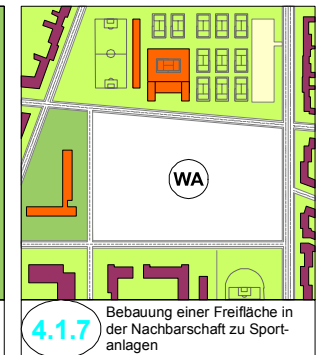 WA
4.1.7
Bebauung einer Freifläche in
der Nachbarschaft zu Sport-
anlagen